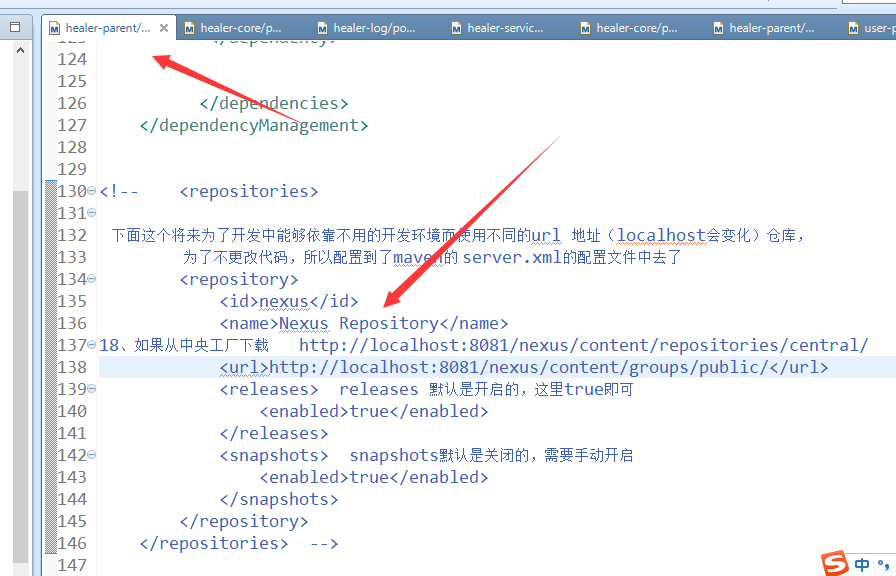 healer-parent/... healer-core/p... healer-log/po... healer-servic... healer-core/p... healer-parent/... user-p
123 </dependency>
124
125
126 </dependencies>
127 </dependencyManagement>
128
129
130 <!-- <repositories>
131
132 下面这个将来为了开发中能够依靠不用的开发环境而使用不同的url 地址（localhost会变化）仓库，
133 为了不更改代码，所以配置到了maven的 server.xml的配置文件中去了
134 <repository>
135 <id>nexus</id>
136 <name>Nexus Repository</name>
137 18、如果从中央工厂下载 http://localhost:8081/nexus/content/repositories/central/
138 <url>http://localhost:8081/nexus/content/groups/public/</url>
139 <releases> releases 默认是开启的，这里true即可
140 <enabled>true</enabled>
141 </releases>
142 <snapshots> snapshots默认是关闭的，需要手动开启
143 <enabled>true</enabled>
144 </snapshots>
145 </repository>
146 </repositories> -->
147
中